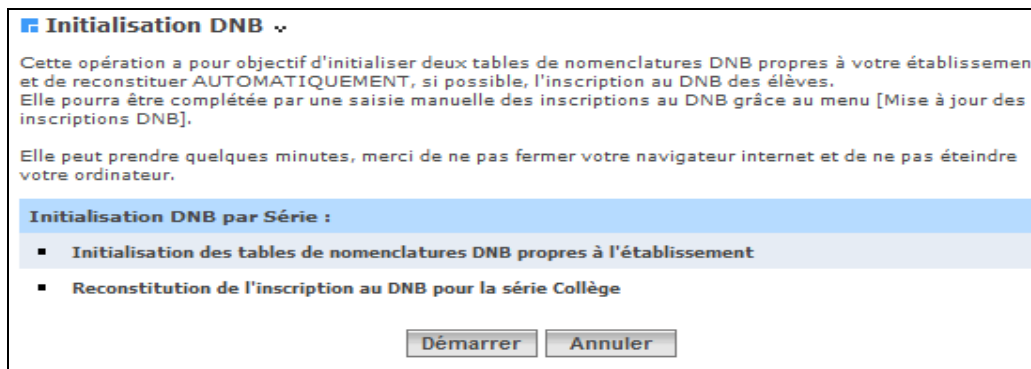 Initialisation DNB
Cette opération a pour objectif d'initialiser deux tables de nomenclatures DNB propres à votre établissemen
et de reconstituer AUTOMATIQUEMENT, si possible, l'inscription au DNB des élèves.
Elle pourra être complétée par une saisie manuelle des inscriptions au DNB grâce au menu [Mise à jour des
inscriptions DNB].
Elle peut prendre quelques minutes, merci de ne pas fermer votre navigateur internet et de ne pas éteindre
votre ordinateur.
Initialisation DNB par Série :
▪ Initialisation des tables de nomenclatures DNB propres à l'établissement
▪ Reconstitution de l'inscription au DNB pour la série Collège
Démarrer Annuler